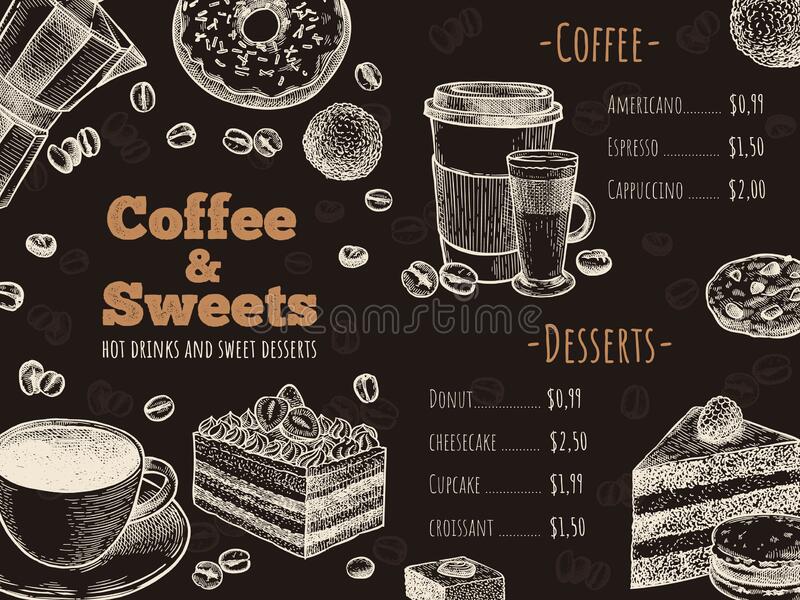 Coffee
&
Sweets
HOT DRINKS AND SWEET DESSERTS
-COFFEE-
AMERICANO.......... $0,99
ESPRESSO ............ $1,50
CAPPUCCINO ........ $2,00
-DESSERTS-
DONUT.................. $0,99
CHEESECAKE ............ $2,50
CUPCAKE ............... $1,99
CROISSANT ............. $1,50
dreamstime